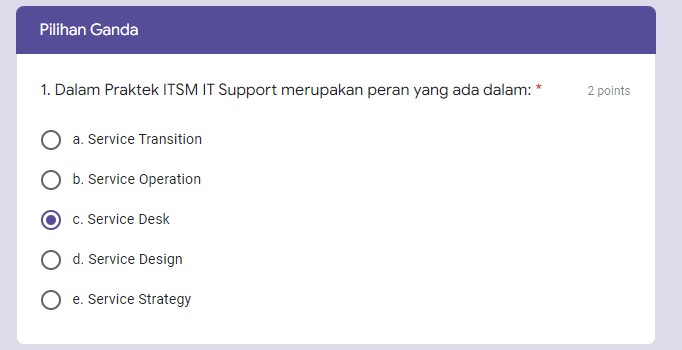 Pilihan Ganda
1. Dalam Praktek ITSM IT Support merupakan peran yang ada dalam: *
2 points
a. Service Transition
b. Service Operation
c. Service Desk
d. Service Design
e. Service Strategy